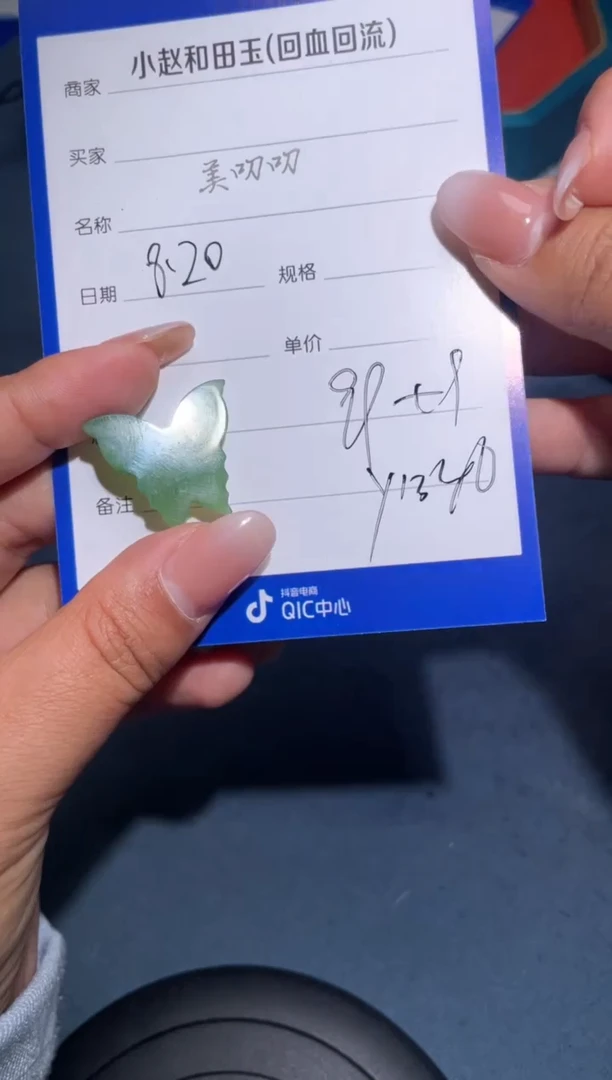 商家 小赵和田玉(回血回流)
买家
美叨叨
名称
日期 8.20 规格
单价
备注
抖音电商
QIC中心